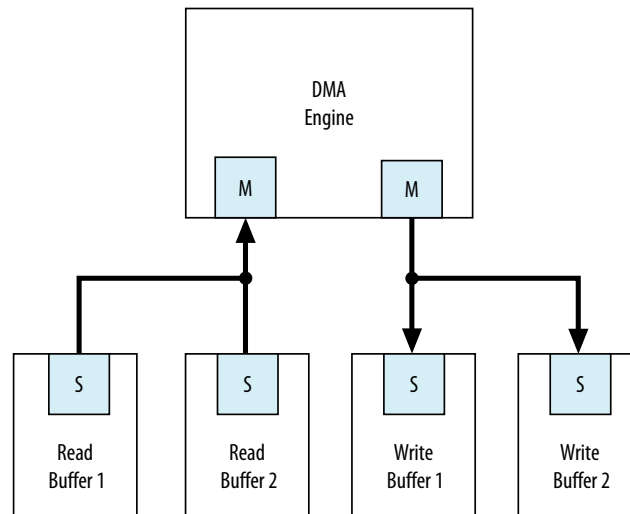 DMA
Engine
M
M
S
S
S
S
Read
Buffer 1
Read
Buffer 2
Write
Buffer 1
Write
Buffer 2